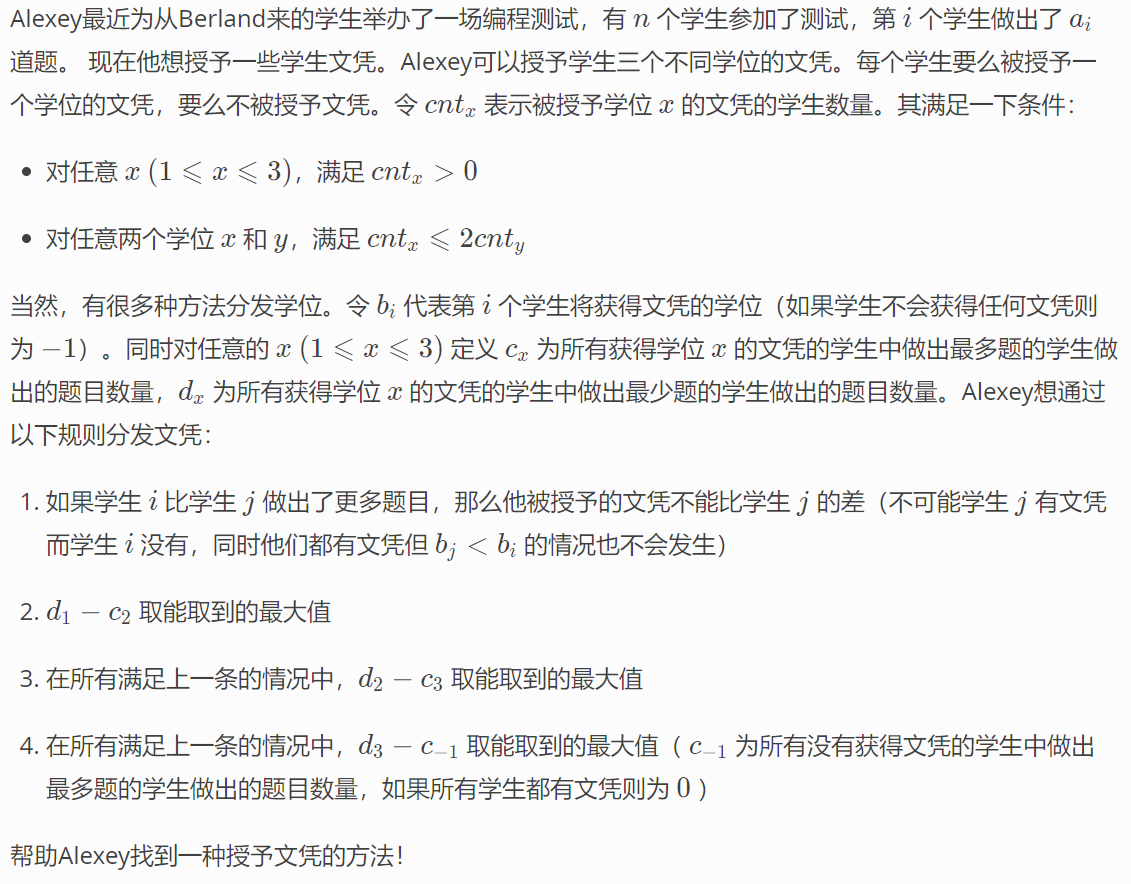 Alexey最近为从Berland来的学生举办了一场编程测试，有 n 个学生参加了测试，第 i 个学生做出了 a_i
道题。 现在他想授予一些学生文凭。Alexey可以授予学生三个不同学位的文凭。每个学生要么被授予一
个学位的文凭，要么不被授予文凭。令 cnt_x 表示被授予学位 x 的文凭的学生数量。其满足一下条件：
• 对任意 x (1 ⩽ x ⩽ 3)，满足 cnt_x > 0
• 对任意两个学位 x 和 y，满足 cnt_x ⩽ 2cnt_y
当然，有很多种方法分发学位。令 b_i 代表第 i 个学生将获得文凭的学位（如果学生不会获得任何文凭则
为 −1）。同时对任意的 x (1 ⩽ x ⩽ 3) 定义 c_x 为所有获得学位 x 的文凭的学生中做出最多题的学生做
出的题目数量，d_x 为所有获得学位 x 的文凭的学生中做出最少题的学生做出的题目数量。Alexey想通过
以下规则分发文凭：
1. 如果学生 i 比学生 j 做出了更多题目，那么他被授予的文凭不能比学生 j 的差（不可能学生 j 有文凭
而学生 i 没有，同时他们都有文凭但 b_j < b_i 的情况也不会发生）
2. d_1 − c_2 取能取到的最大值
3. 在所有满足上一条的情况中，d_2 − c_3 取能取到的最大值
4. 在所有满足上一条的情况中，d_3 − c_{−1} 取能取到的最大值（ c_{−1} 为所有没有获得文凭的学生中做出
最多题的学生做出的题目数量，如果所有学生都有文凭则为 0 ）
帮助Alexey找到一种授予文凭的方法！